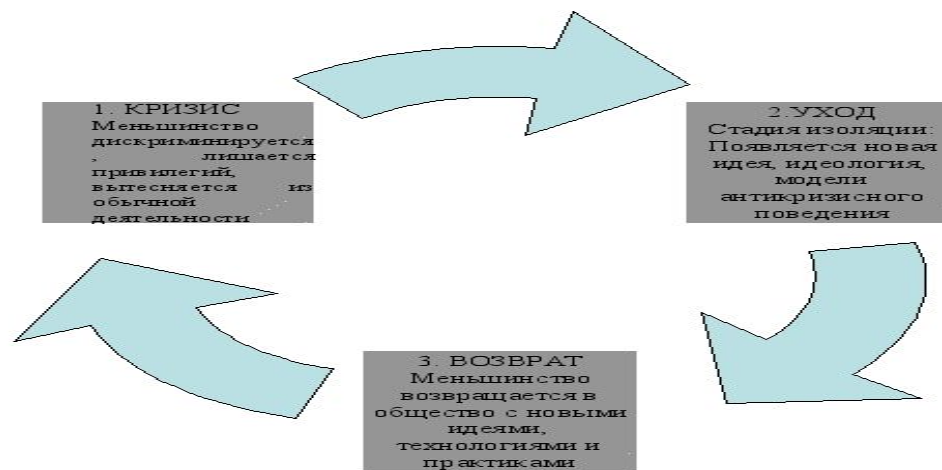 1. КРИЗИС
Меньшинство
дискриминируется
, лишается
привилегий,
вытесняется из
обычной
деятельности
2.УХОД
Стадия изоляции:
Появляется новая
идея, идеология,
модели
антикризисного
поведения
3. ВОЗВРАТ
Меньшинство
возвращается в
общество с новыми
идеями,
технологиями и
практиками